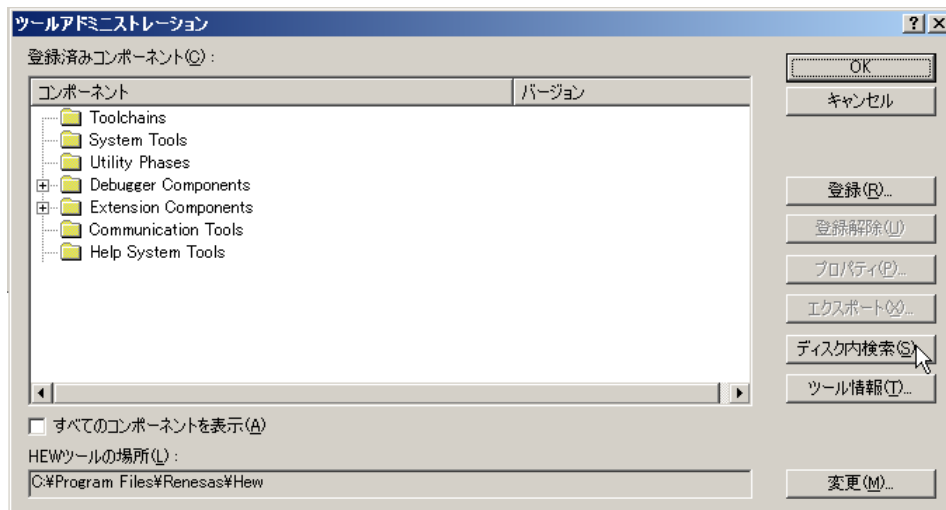 ツールアドミニストレーション
登録済みコンポーネント(C) :
コンポーネント バージョン
Toolchains
System Tools
Utility Phases
Debugger Components
Extension Components
Communication Tools
Help System Tools
OK
キャンセル
登録(R)...
登録解除(U)
プロパティ(P)...
エクスポート(X)...
ディスク内検索(S)
ツール情報(T)...
すべてのコンポーネントを表示(A)
HEWツールの場所(L) :
C:¥Program Files¥Renesas¥Hew
変更(M)...